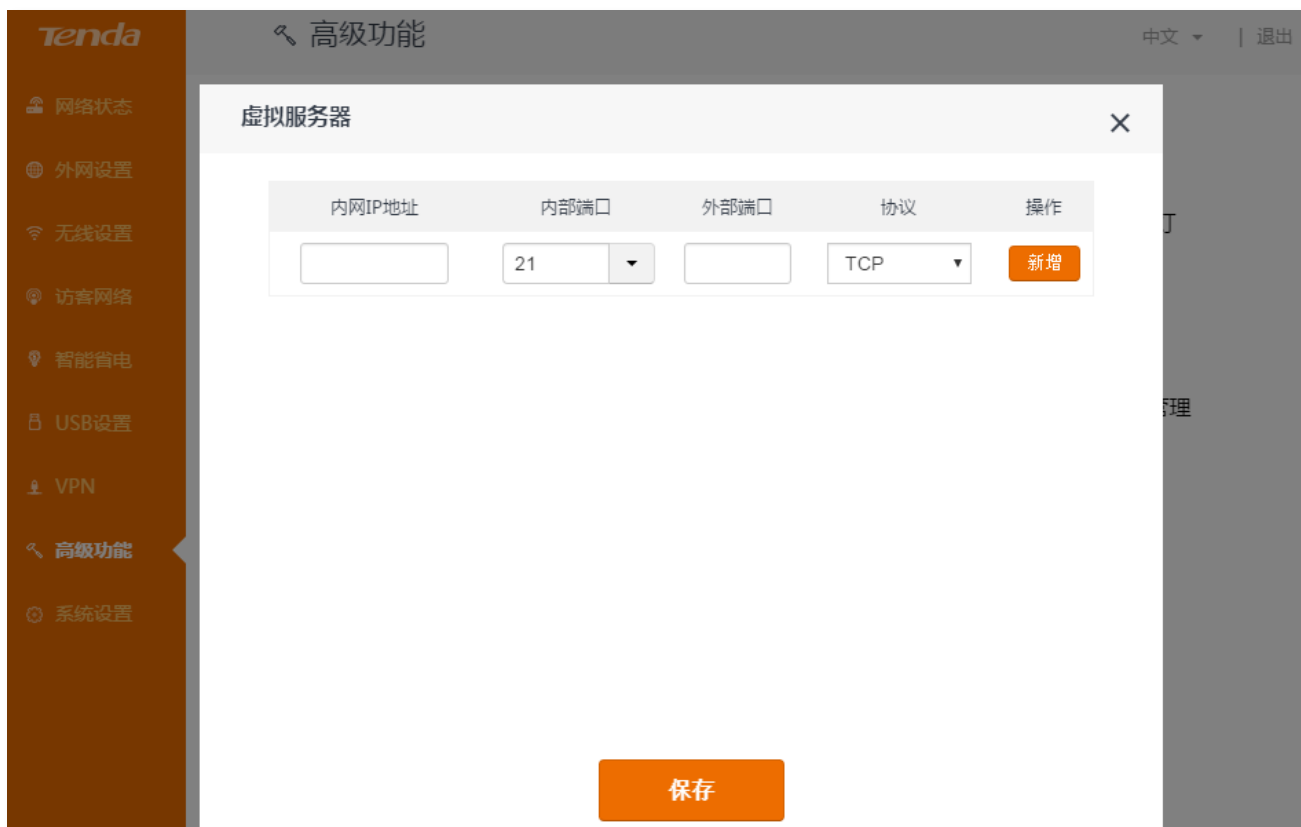 Tenda
高级功能
中文
| 退出
网络状态
外网设置
无线设置
访客网络
智能省电
USB设置
VPN
高级功能
系统设置
虚拟服务器
内网IP地址 内部端口 外部端口 协议 操作
21 TCP 新增
理
保存